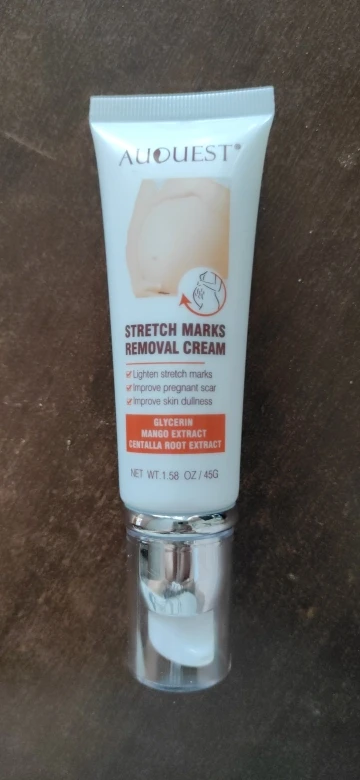 AUQUEST®
STRETCH MARKS
REMOVAL CREAM
Lighten stretch marks
Improve pregnant scar
Improve skin dullness
GLYCERIN
MANGO EXTRACT
CENTALLA ROOT EXTRACT
NET WT.1.58 OZ / 45G